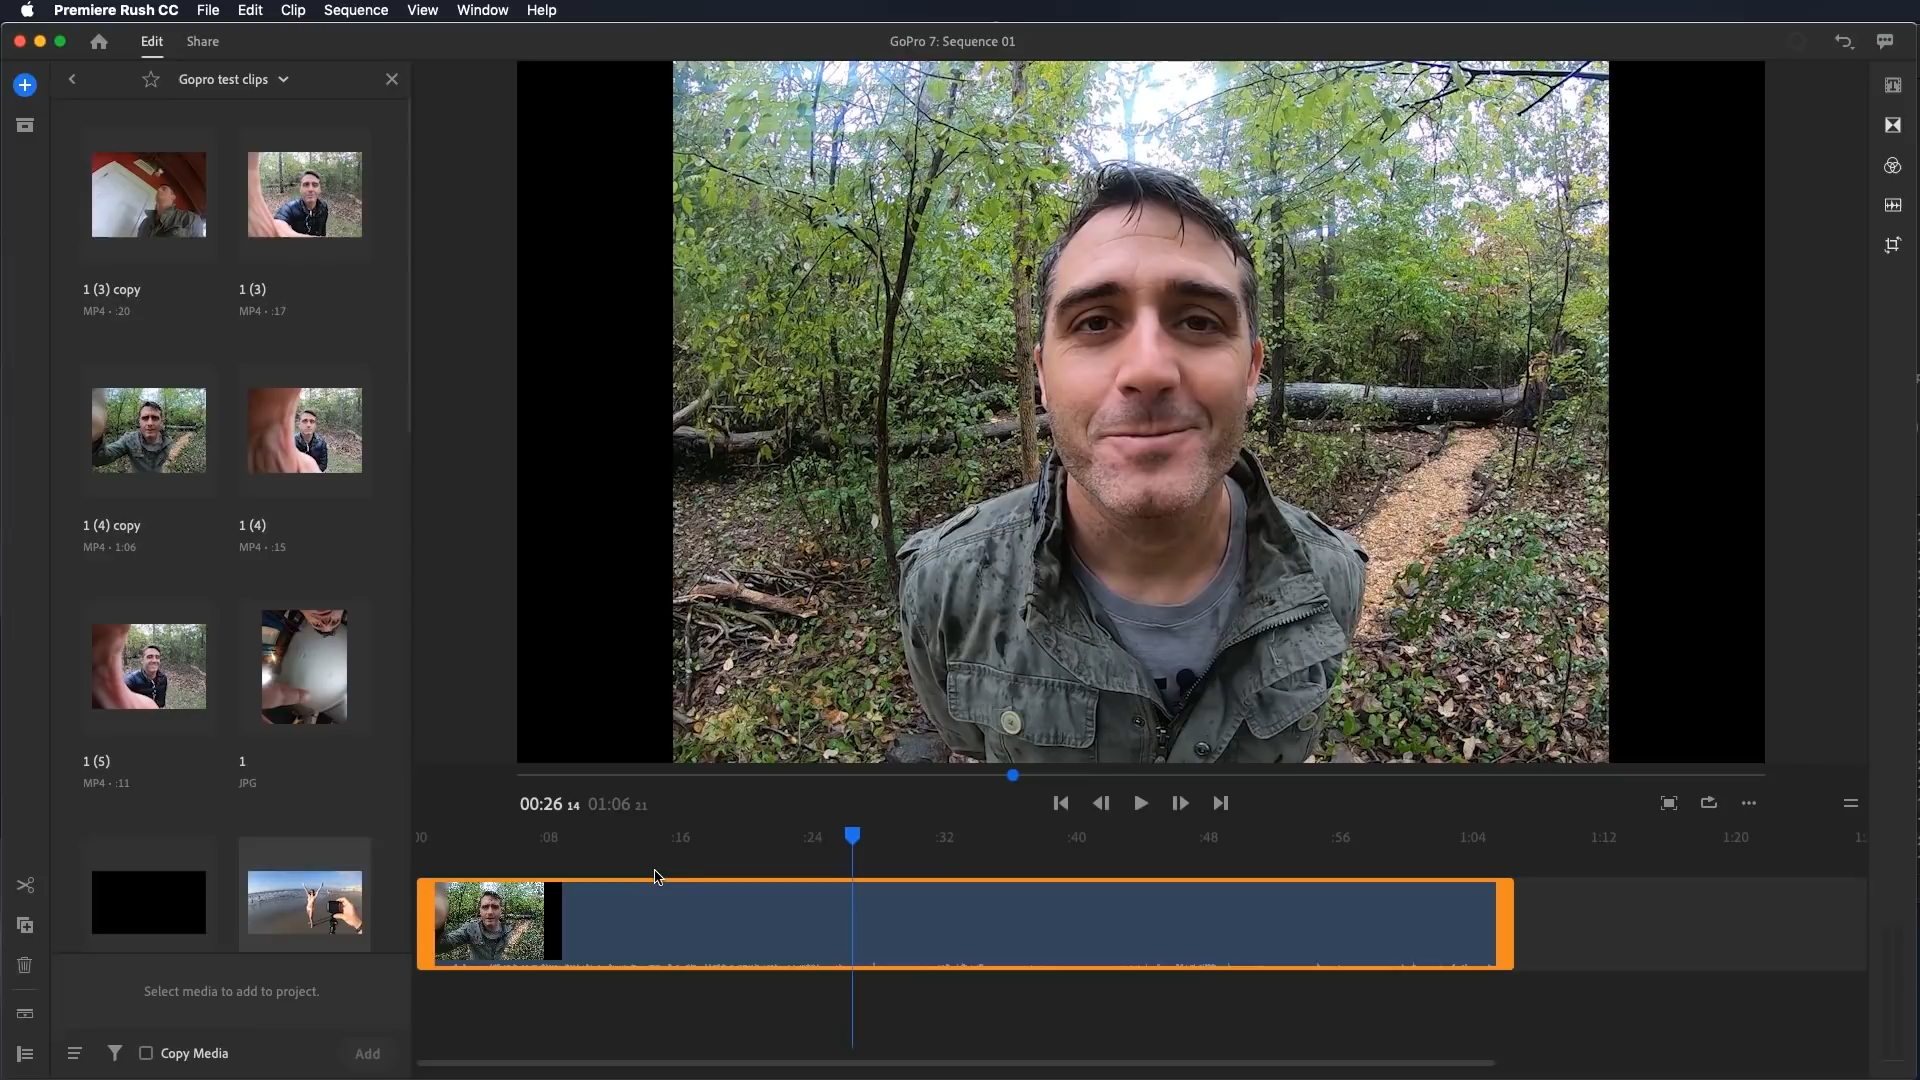 Premiere Rush CC File Edit Clip Sequence View Window Help
Edit Share GoPro 7: Sequence 01
Gopro test clips
1 (3) copy 1 (3)
MP4 • :20 MP4 • :17
1 (4) copy 1 (4)
MP4 • 1:06 MP4 • :15
1 (5) 1
MP4 • :11 JPG
00:26 14 01:06 21
:08 :16 :24 :32 :40 :48 :56 1:04 1:12 1:20
Select media to add to project.
Copy Media Add